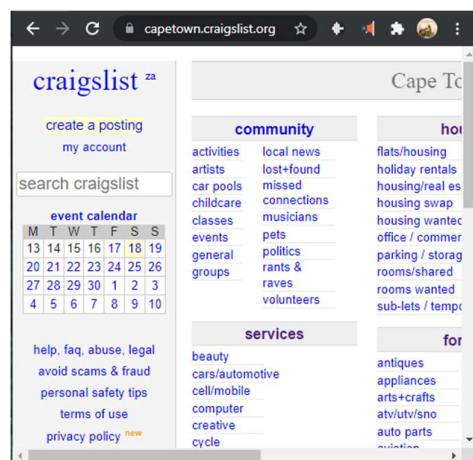 capetown.craigslist.org
craigslist za
create a posting
my account
search craigslist
event calendar
M T W T F S S
13 14 15 16 17 18 19
20 21 22 23 24 25 26
27 28 29 30 1 2 3
4 5 6 7 8 9 10
help, faq, abuse, legal
avoid scams & fraud
personal safety tips
terms of use
privacy policy new
Cape To
community
activities
artists
car pools
childcare
classes
events
general
groups
local news
lost+found
missed
connections
musicians
pets
politics
rants &
raves
volunteers
services
beauty
cars/automotive
cell/mobile
computer
creative
cycle
hou
flats/housing
holiday rentals
housing/real es
housing swap
housing wanted
office / commer
parking / storag
rooms/shared
rooms wanted
sub-lets / tempo
for
antiques
appliances
arts+crafts
atv/utv/sno
auto parts
aviation